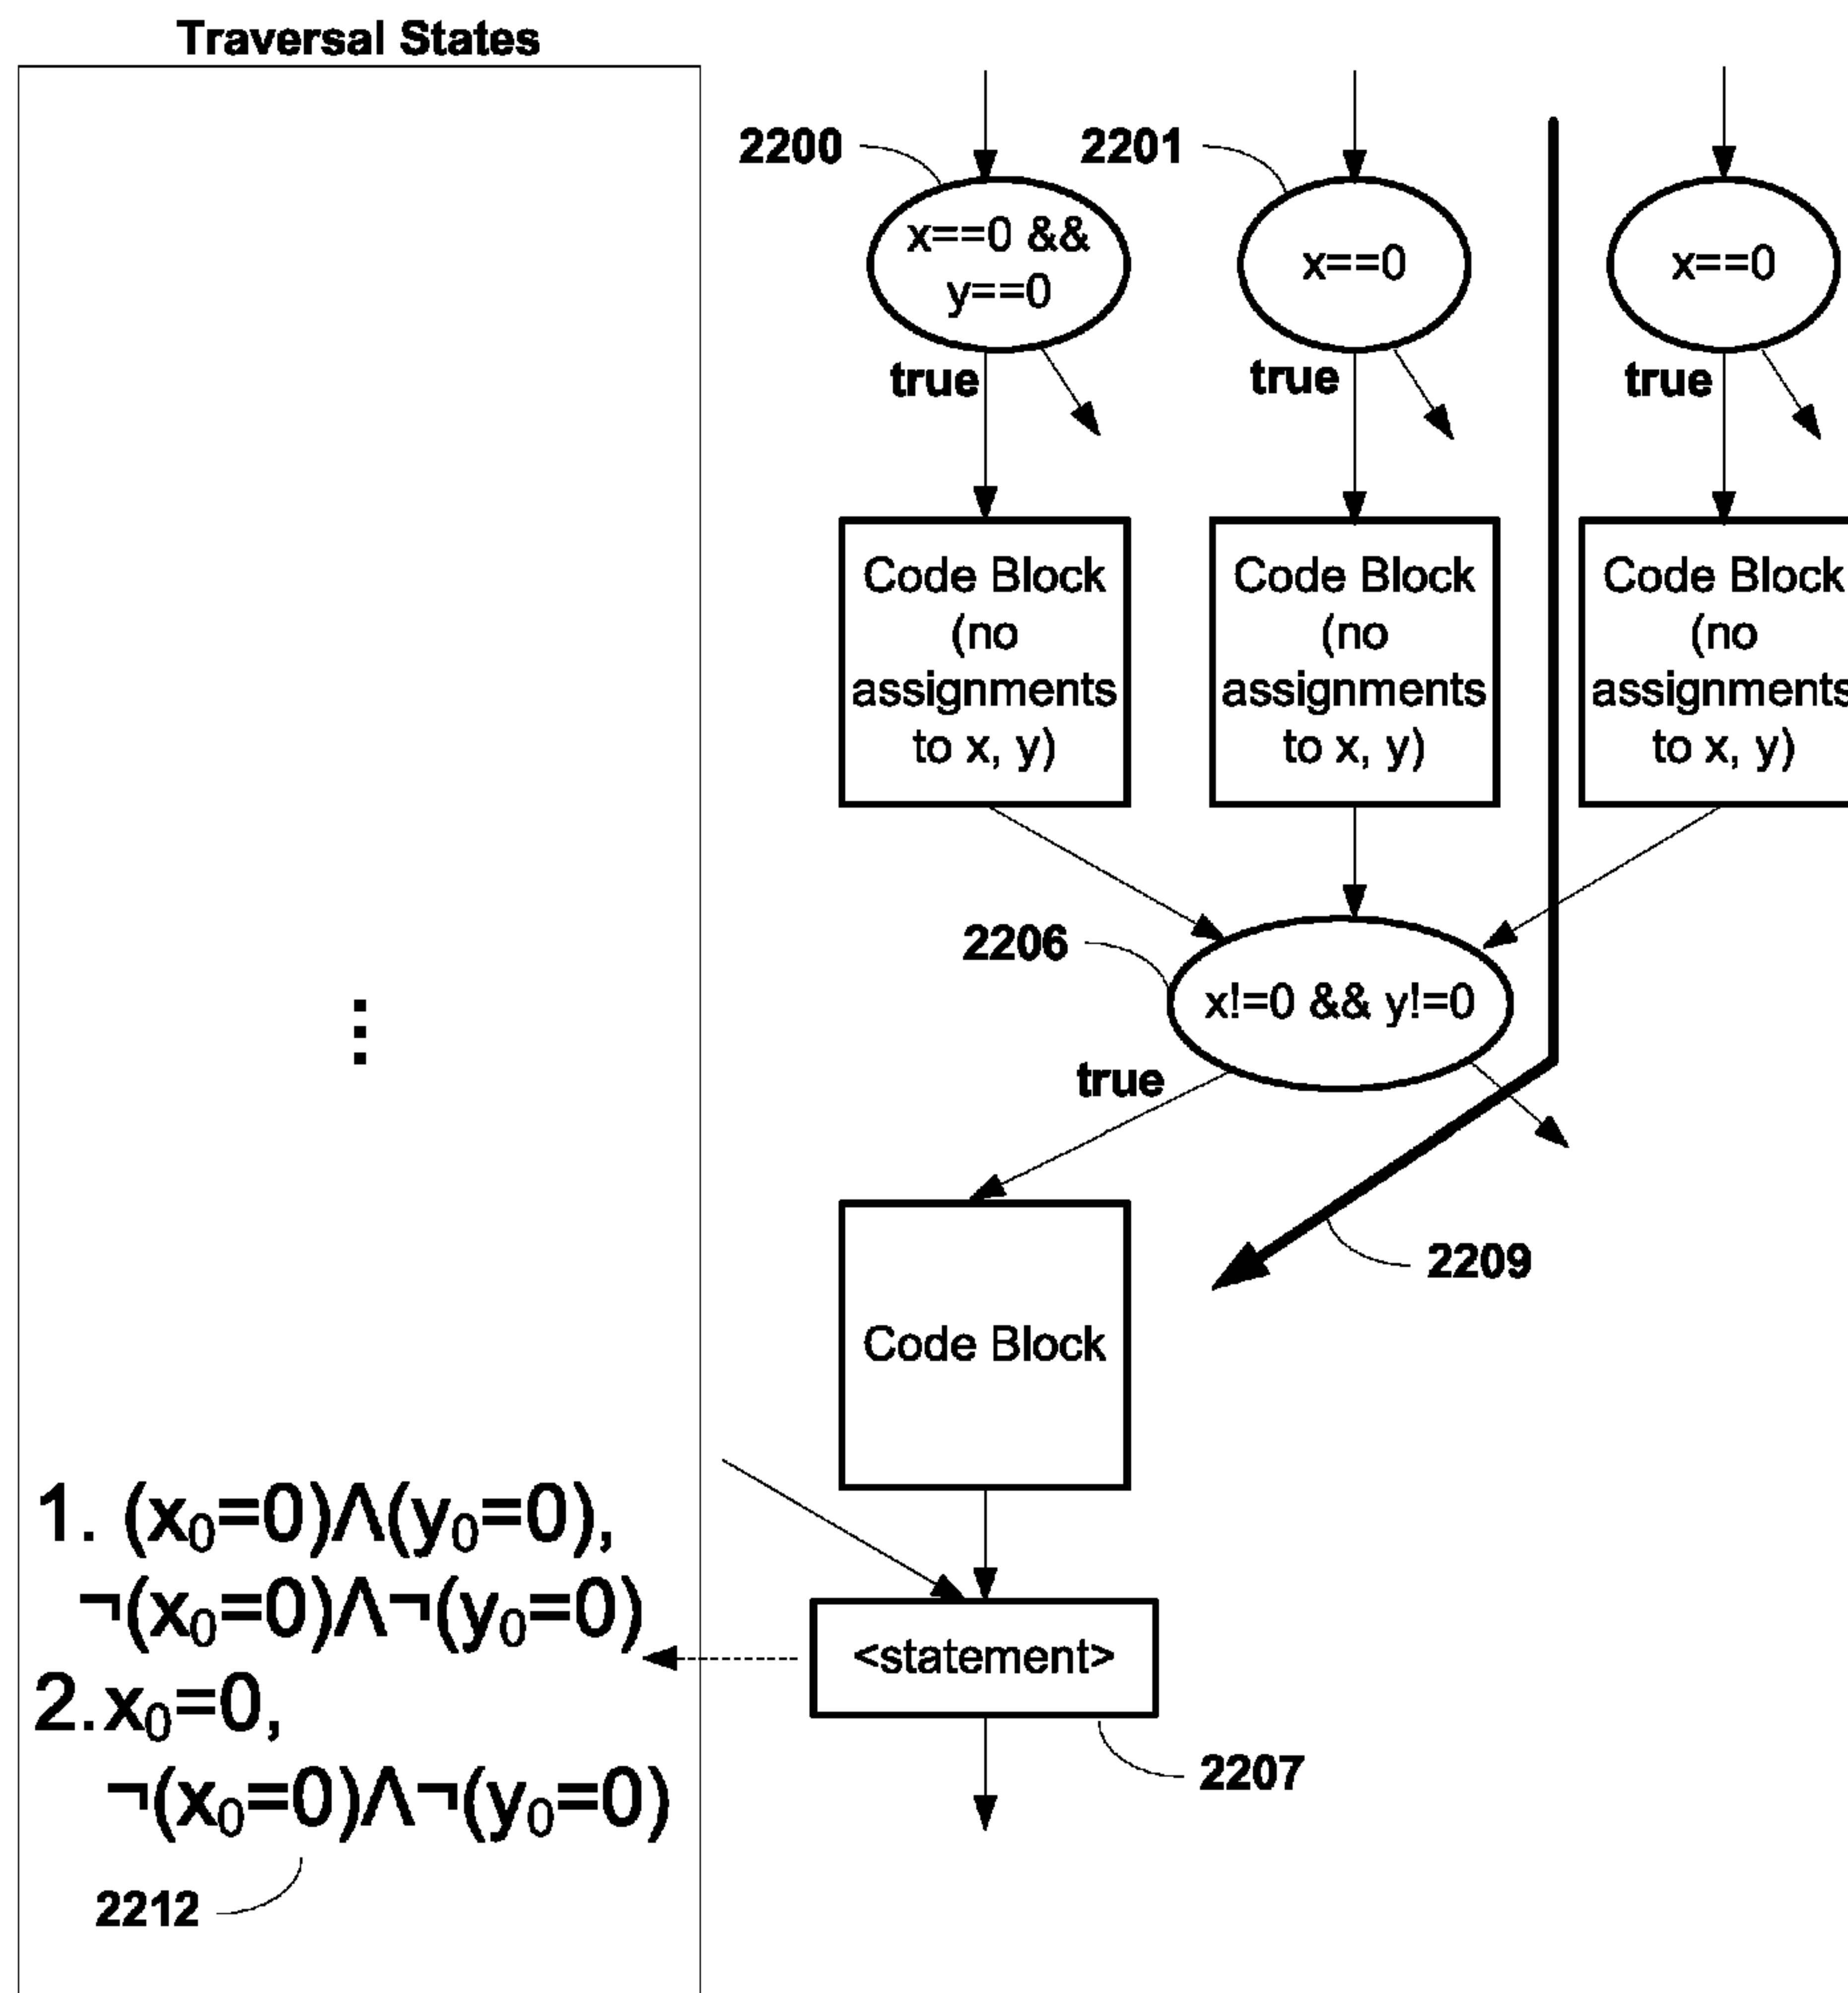 Traversal States
2200
2201
x==0 &&
y==0
x==0
x==0
true
true
true
Code Block
(no
assignments
to x, y)
Code Block
(no
assignments
to x, y)
Code Block
(no
assignments
to x, y)
2206
x!=0 && y!=0
true
2209
Code Block
1. (x₀=0)Λ(y₀=0),
¬(x₀=0)Λ¬(y₀=0)
2.x₀=0,
¬(x₀=0)Λ¬(y₀=0)
<statement>
2207
2212